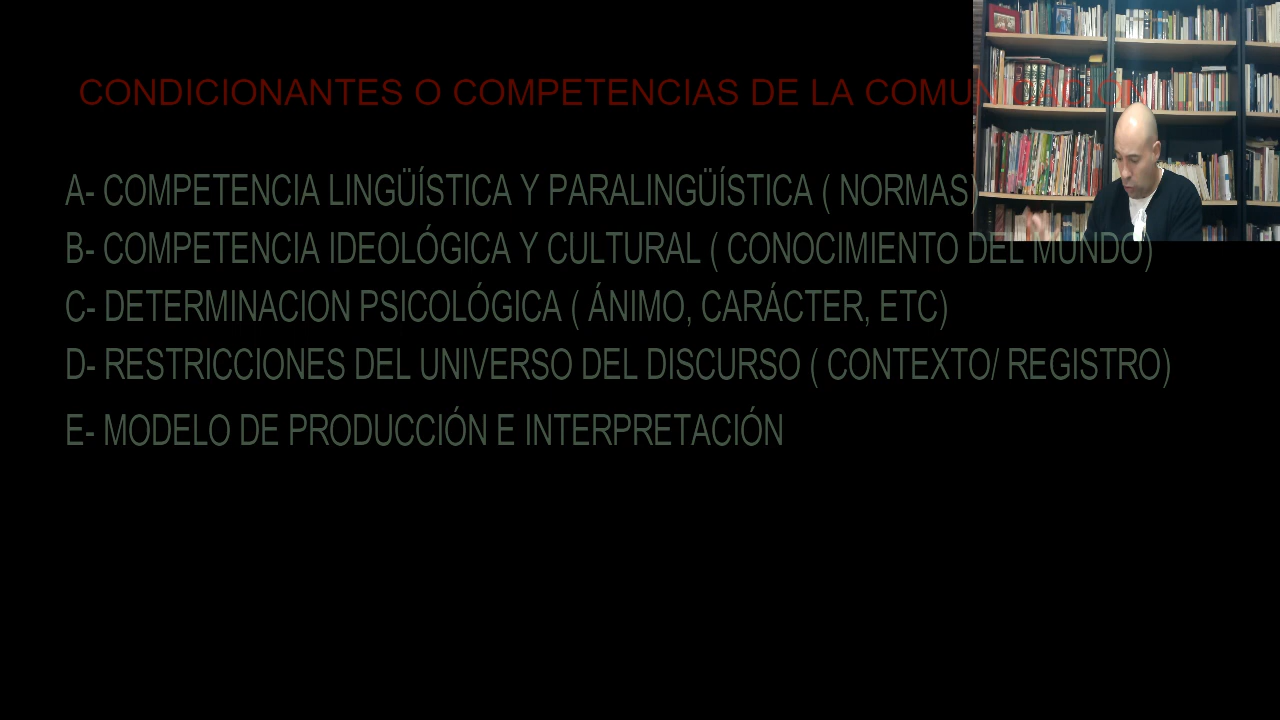 CONDICIONANTES O COMPETENCIAS DE LA COMUNICACIÓN
A- COMPETENCIA LINGÜÍSTICA Y PARALINGÜÍSTICA ( NORMAS)
B- COMPETENCIA IDEOLÓGICA Y CULTURAL ( CONOCIMIENTO DEL MUNDO)
C- DETERMINACION PSICOLÓGICA ( ÁNIMO, CARÁCTER, ETC)
D- RESTRICCIONES DEL UNIVERSO DEL DISCURSO ( CONTEXTO/ REGISTRO)
E- MODELO DE PRODUCCIÓN E INTERPRETACIÓN